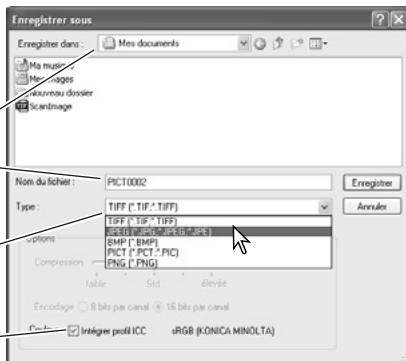 Enregistrer sous
Enregistrer dans : Mes documents
Ma musique
Mes images
Nouveau dossier
ScanImage
Nom du fichier : PICT0002 Enregistrer
Type : TIFF (*.TIF;*.TIFF) Annuler
TIFF (*.TIF;*.TIFF)
JPEG (*.JPG;*.JPEG;*.JPE)
BMP (*.BMP)
PICT (*.PCT;*.PIC)
PNG (*.PNG)
Options
Compression
faible Std élevée
Encodage 8 bits par canal 16 bits par canal
Intégrer profil ICC sRGB (KONICA MINOLTA)